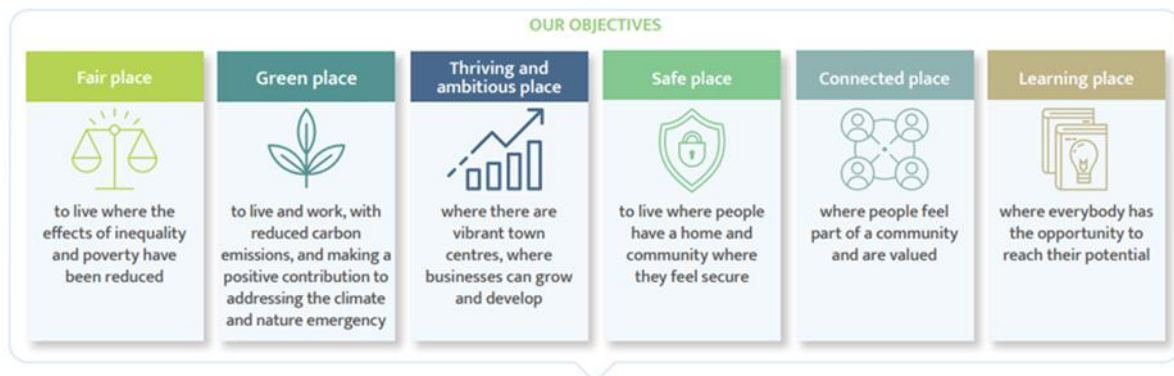 OUR OBJECTIVES
Fair place
to live where the
effects of inequality
and poverty have
been reduced
Green place
to live and work, with
reduced carbon
emissions, and making a
positive contribution to
addressing the climate
and nature emergency
Thriving and
ambitious place
where there are
vibrant town
centres, where
businesses can grow
and develop
Safe place
to live where people
have a home and
community where
they feel secure
Connected place
where people feel
part of a community
and are valued
Learning place
where everybody has
the opportunity to
reach their potential